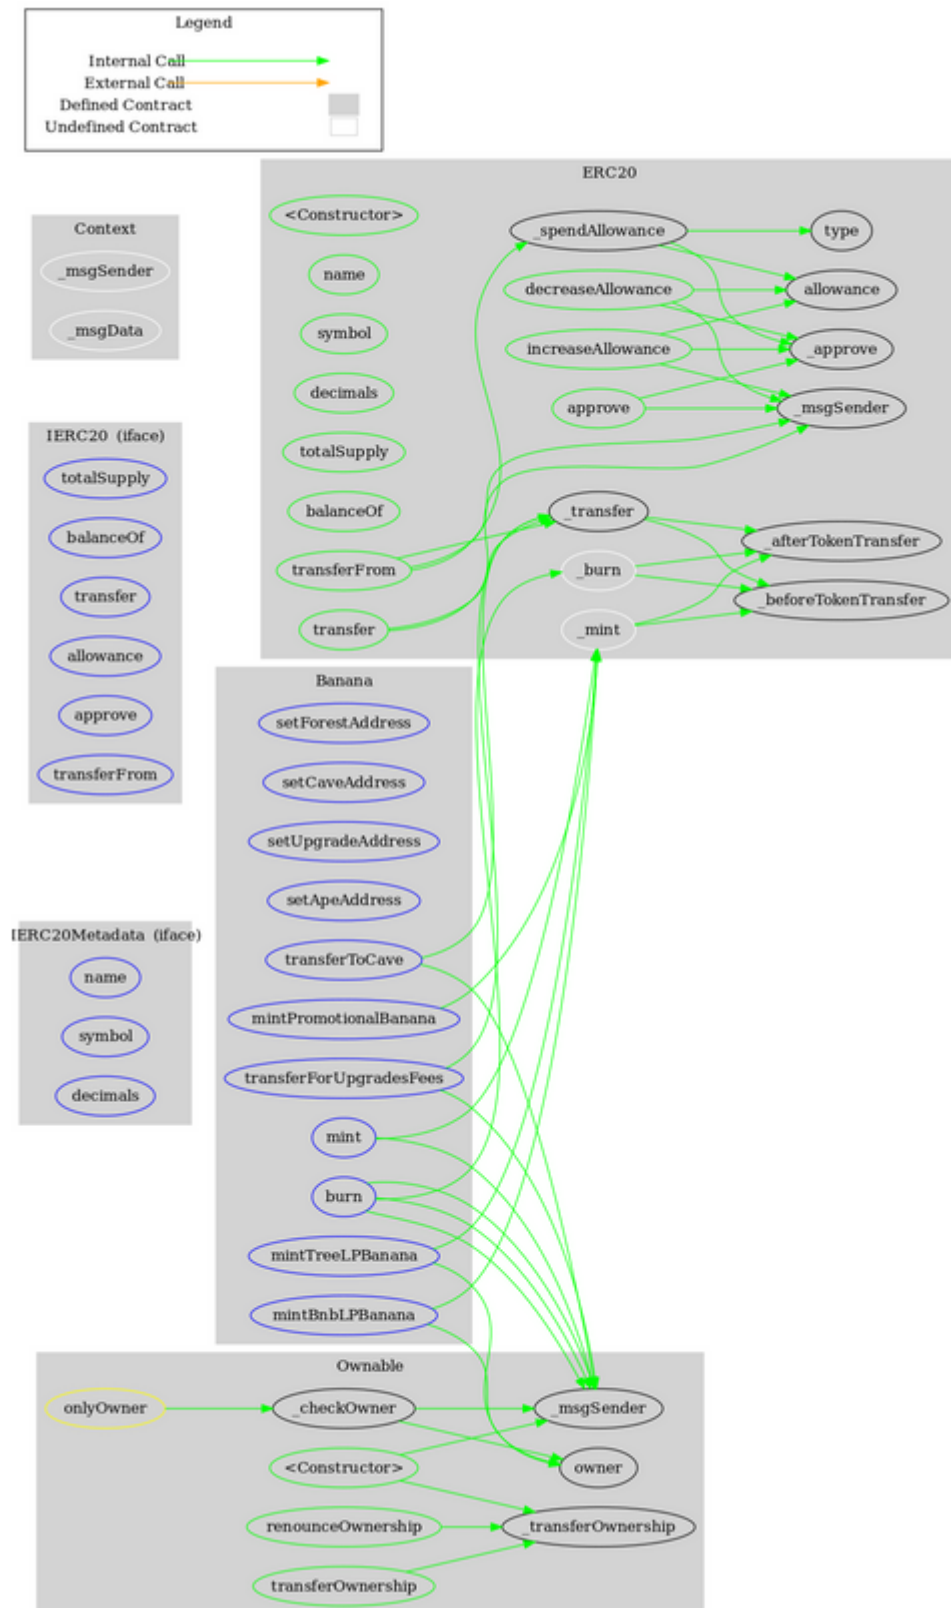 Legend
Internal Call
External Call
Defined Contract
Undefined Contract
Context
_msgSender
_msgData
IERC20 (iface)
totalSupply
balanceOf
transfer
allowance
approve
transferFrom
IERC20Metadata (iface)
name
symbol
decimals
ERC20
<Constructor>
name
symbol
decimals
totalSupply
balanceOf
transferFrom
transfer
_spendAllowance
decreaseAllowance
increaseAllowance
approve
_transfer
_burn
_mint
type
allowance
_approve
_msgSender
_afterTokenTransfer
_beforeTokenTransfer
Banana
setForestAddress
setCaveAddress
setUpgradeAddress
setApeAddress
transferToCave
mintPromotionalBanana
transferForUpgradesFees
mint
burn
mintTreeLPBanana
mintBnbLPBanana
Ownable
onlyOwner
_checkOwner
<Constructor>
renounceOwnership
transferOwnership
_msgSender
owner
_transferOwnership